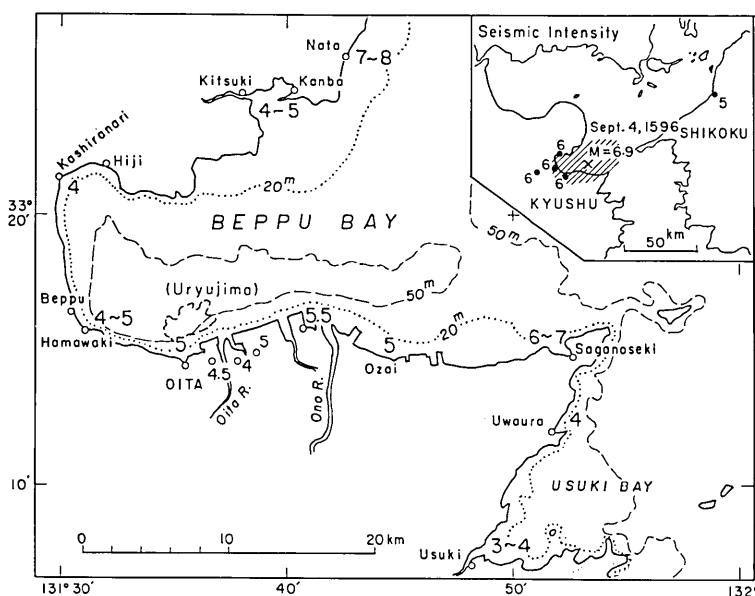 Nata
7~8
Kitsuki
Kanba
4~5
Kashiranari
Hiji
4
20m
33°
20'
BEPPU BAY
Beppu
4~5
(Uryujima)
50m
5.5
Hamawaki
5
5
20m
6~7
Saganoseki
OITA
4.5
4
5
Ozai
Oita R.
Ono R.
Uwaura
4
10'
USUKI BAY
0 10 20 km
3~4
Usuki
131°30'
40'
50'
132°
Seismic Intensity
5
Sept. 4, 1596
SHIKOKU
6
M=6.9
6
6
6
KYUSHU
50 km
50m